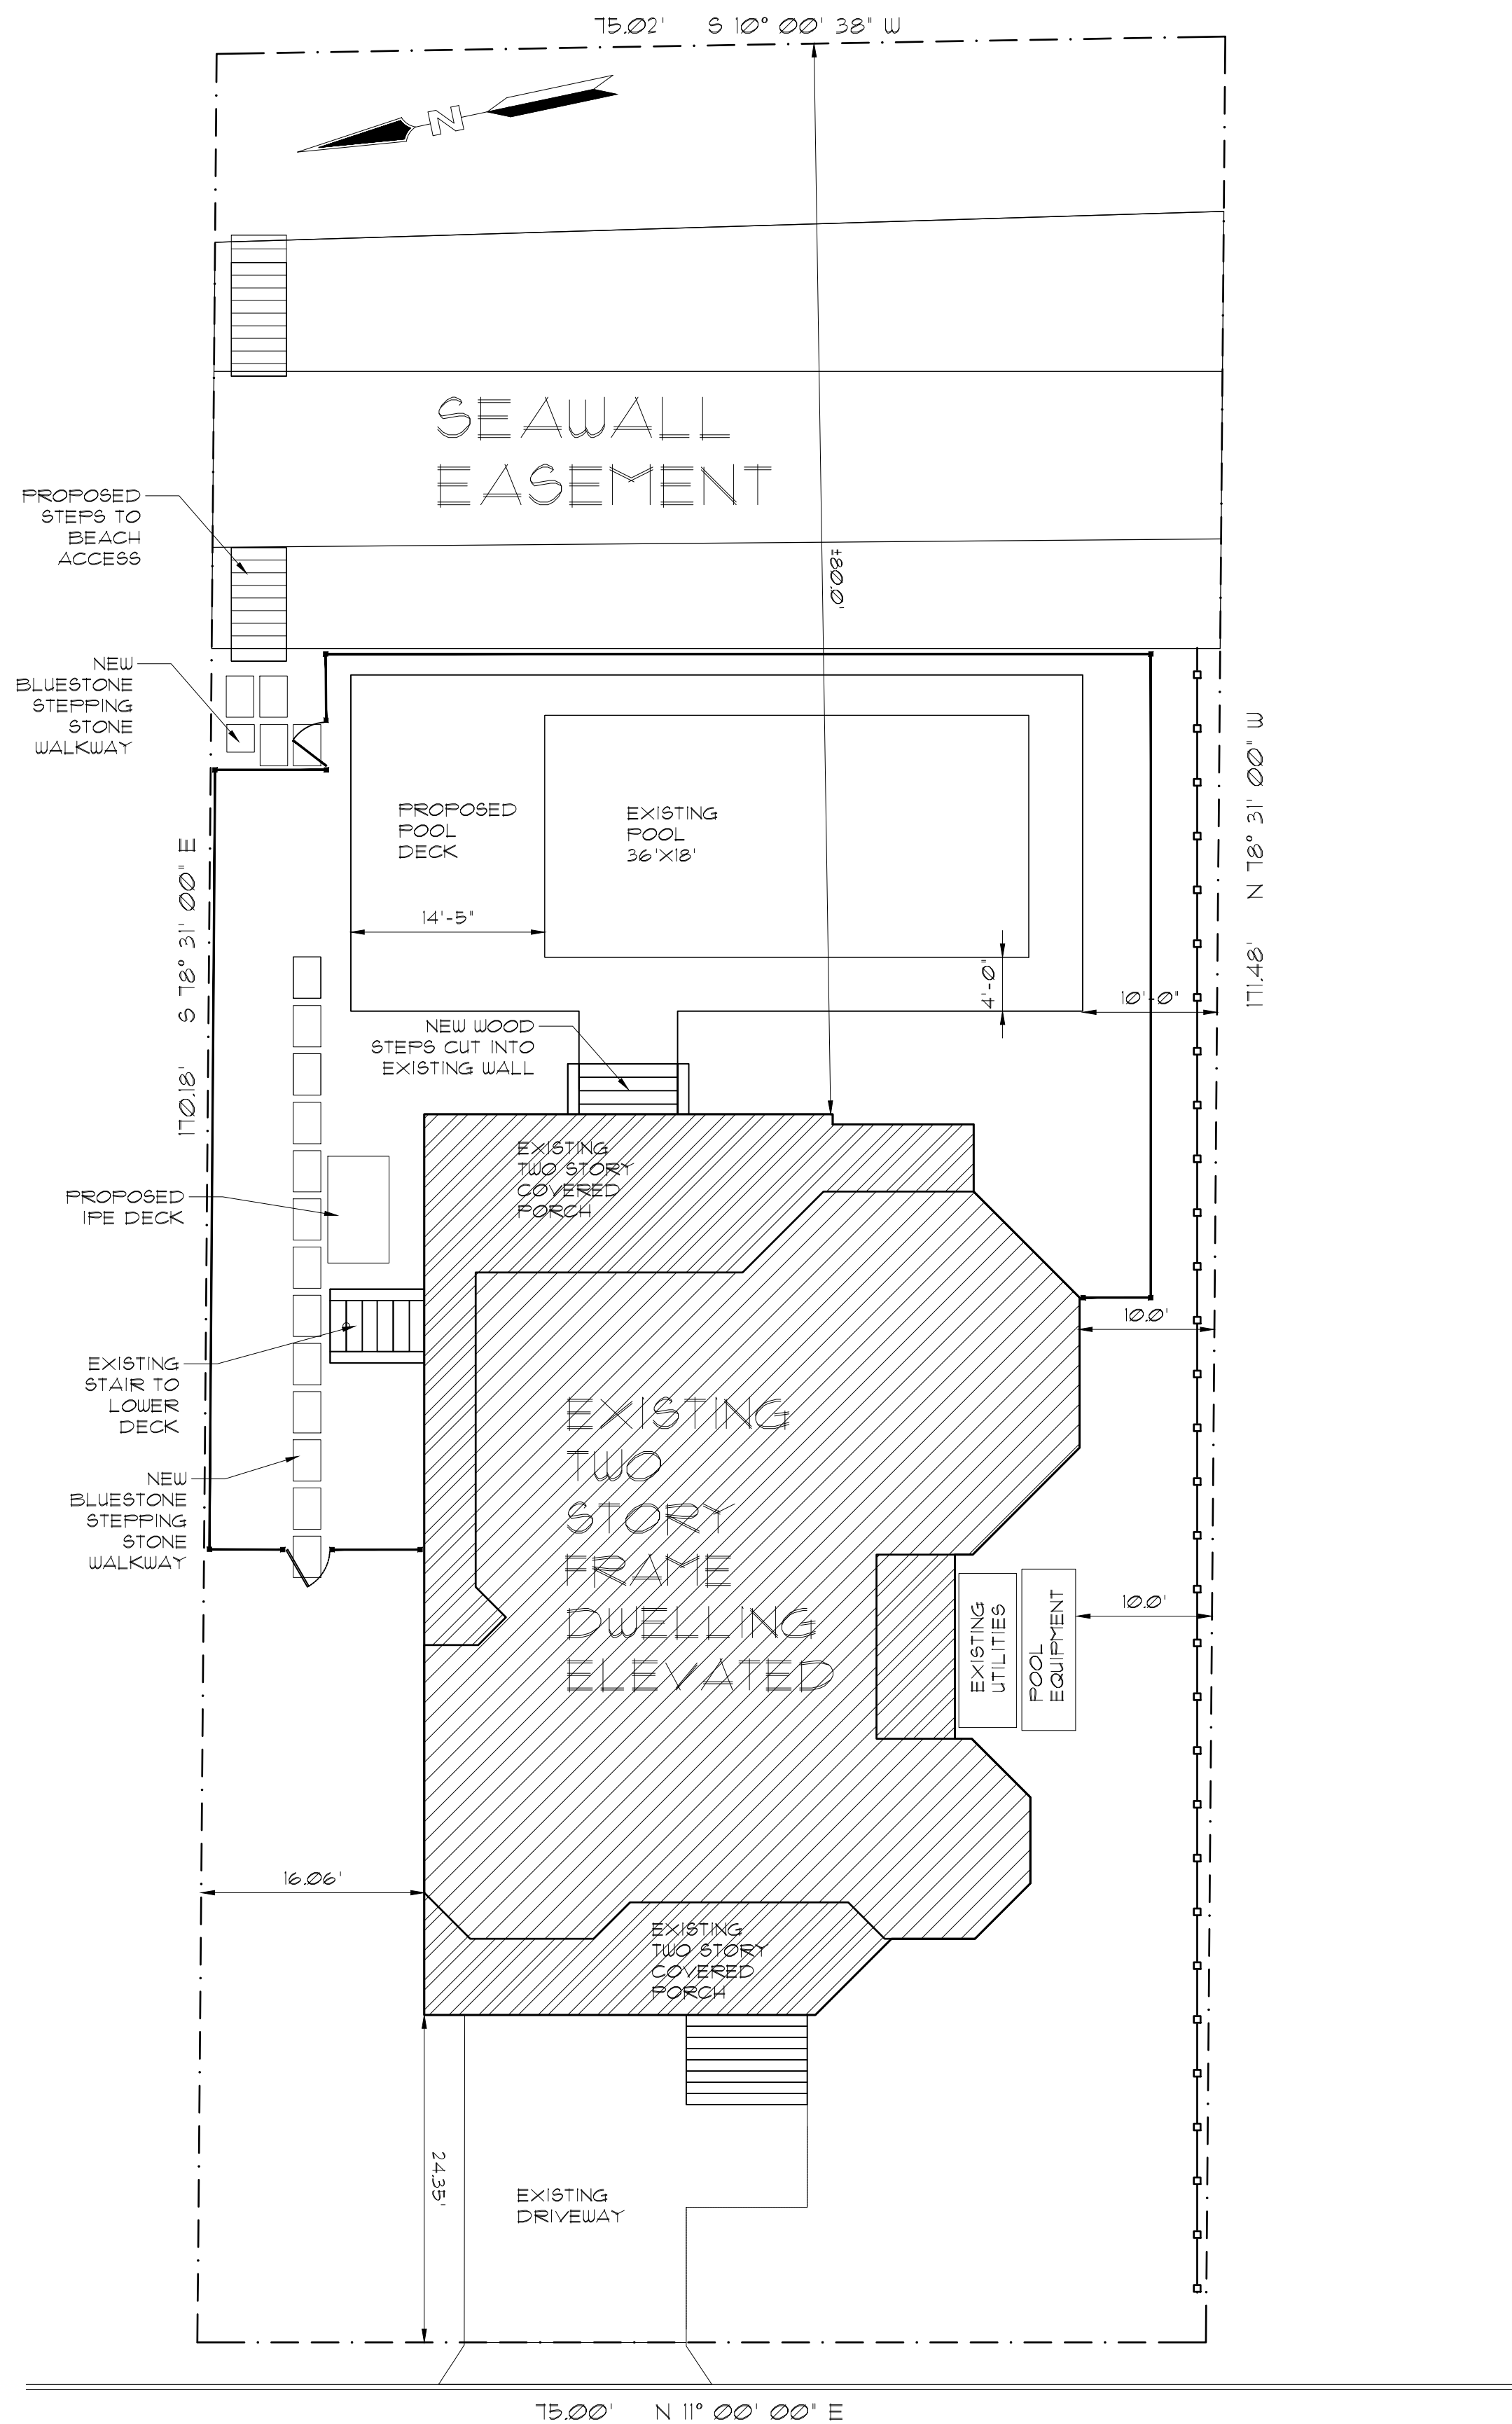 75.02' S 10° 00' 38" W
N
SEAWALL
EASEMENT
PROPOSED
STEPS TO
BEACH
ACCESS
±80.0'
NEW
BLUESTONE
STEPPING
STONE
WALKWAY
171.48' N 78° 31' 00" W
170.18' S 78° 31' 00" E
PROPOSED
POOL
DECK
EXISTING
POOL
36'X18'
14'-5"
4'-0"
10'-0"
NEW WOOD
STEPS CUT INTO
EXISTING WALL
EXISTING
TWO STORY
COVERED
PORCH
PROPOSED
IPE DECK
10.0'
EXISTING
STAIR TO
LOWER
DECK
EXISTING
TWO
STORY
FRAME
DWELLING
ELEVATED
NEW
BLUESTONE
STEPPING
STONE
WALKWAY
EXISTING
UTILITIES
POOL
EQUIPMENT
10.0'
16.06'
EXISTING
TWO STORY
COVERED
PORCH
24.35'
EXISTING
DRIVEWAY
75.00' N 11° 00' 00" E